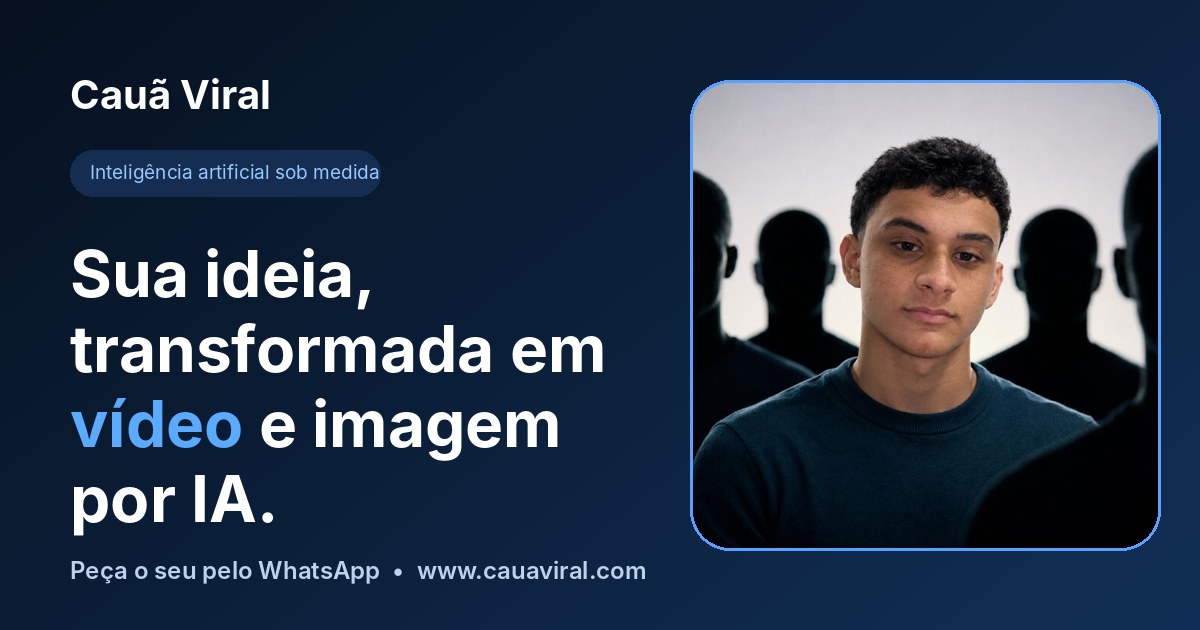 Cauã Viral
Inteligência artificial sob medida
Sua ideia,
transformada em
vídeo e imagem
por IA.
Peça o seu pelo WhatsApp • www.cauaviral.com